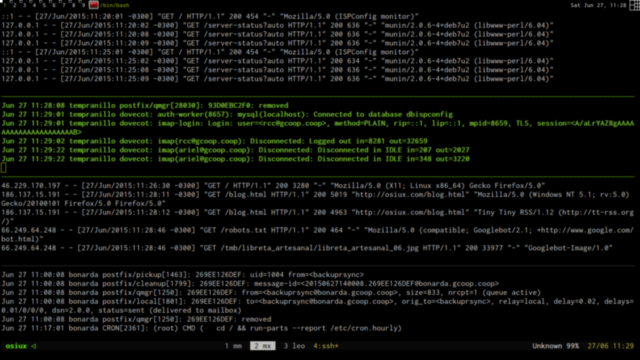 /bin/bash
Sat Jun 27, 11:28
::1 - - [27/Jun/2015:11:20:01 -0300] "GET / HTTP/1.1" 200 454 "-" "Mozilla/5.0 (ISPConfig monitor)"
127.0.0.1 - - [27/Jun/2015:11:20:02 -0300] "GET /server-status?auto HTTP/1.1" 200 636 "-" "munin/2.0.6-4+deb7u2 (libwww-perl/6.04)"
127.0.0.1 - - [27/Jun/2015:11:20:08 -0300] "GET /server-status?auto HTTP/1.1" 200 636 "-" "munin/2.0.6-4+deb7u2 (libwww-perl/6.04)"
127.0.0.1 - - [27/Jun/2015:11:20:09 -0300] "GET /server-status?auto HTTP/1.1" 200 636 "-" "munin/2.0.6-4+deb7u2 (libwww-perl/6.04)"
::1 - - [27/Jun/2015:11:25:01 -0300] "GET / HTTP/1.1" 200 454 "-" "Mozilla/5.0 (ISPConfig monitor)"
127.0.0.1 - - [27/Jun/2015:11:25:02 -0300] "GET /server-status?auto HTTP/1.1" 200 634 "-" "munin/2.0.6-4+deb7u2 (libwww-perl/6.04)"
127.0.0.1 - - [27/Jun/2015:11:25:08 -0300] "GET /server-status?auto HTTP/1.1" 200 636 "-" "munin/2.0.6-4+deb7u2 (libwww-perl/6.04)"
127.0.0.1 - - [27/Jun/2015:11:25:09 -0300] "GET /server-status?auto HTTP/1.1" 200 636 "-" "munin/2.0.6-4+deb7u2 (libwww-perl/6.04)"
Jun 27 11:28:08 tempranillo postfix/qmgr[28030]: 93D0EBC2F0: removed
Jun 27 11:29:01 tempranillo dovecot: auth-worker(8657): mysql(localhost): Connected to database dbispconfig
Jun 27 11:29:01 tempranillo dovecot: imap-login: Login: user=<rcc@gcoop.coop>, method=PLAIN, rip=::1, lip=::1, mpid=8659, TLS, session=<A/aLrYAZ8gAAAA
AAAAAAAAAAAAAAAAAB>
Jun 27 11:29:02 tempranillo dovecot: imap(rcc@gcoop.coop): Disconnected: Logged out in=8281 out=32659
Jun 27 11:29:22 tempranillo dovecot: imap(ariel@gcoop.coop): Disconnected: Disconnected in IDLE in=207 out=2027
Jun 27 11:29:22 tempranillo dovecot: imap(ariel@gcoop.coop): Disconnected: Disconnected in IDLE in=348 out=3220
46.229.170.197 - - [27/Jun/2015:11:26:30 -0300] "GET / HTTP/1.1" 200 3280 "-" "Mozilla/5.0 (X11; Linux x86_64) Gecko Firefox/5.0"
186.137.15.191 - - [27/Jun/2015:11:28:11 -0300] "GET /blog.html HTTP/1.1" 200 5019 "http://osiux.com/blog.html" "Mozilla/5.0 (Windows NT 5.1; rv:5.0)
Gecko/20100101 Firefox/5.0 Firefox/5.0"
186.137.15.191 - - [27/Jun/2015:11:28:12 -0300] "GET /blog.html HTTP/1.1" 200 4963 "http://osiux.com/blog.html" "Tiny Tiny RSS/1.12 (http://tt-rss.org
/)"
66.249.64.243 - - [27/Jun/2015:11:28:46 -0300] "GET /robots.txt HTTP/1.1" 200 464 "-" "Mozilla/5.0 (compatible; Googlebot/2.1; +http://www.google.com/
bot.html)"
66.249.64.248 - - [27/Jun/2015:11:28:46 -0300] "GET /tmb/libreta_artesanal/libreta_artesanal_06.jpg HTTP/1.1" 200 33977 "-" "Googlebot-Image/1.0"
Jun 27 11:00:08 bonarda postfix/pickup[1463]: 269EE126DEF: uid=1004 from=<backuprsync>
Jun 27 11:00:08 bonarda postfix/cleanup[1799]: 269EE126DEF: message-id=<20150627140008.269EE126DEF@bonarda.gcoop.coop>
Jun 27 11:00:08 bonarda postfix/qmgr[1250]: 269EE126DEF: from=<backuprsync@bonarda.gcoop.coop>, size=833, nrcpt=1 (queue active)
Jun 27 11:00:08 bonarda postfix/local[1801]: 269EE126DEF: to=<backuprsync@bonarda.gcoop.coop>, orig_to=<backuprsync>, relay=local, delay=0.02, delays=
0.01/0/0/0, dsn=2.0.0, status=sent (delivered to mailbox)
Jun 27 11:00:08 bonarda postfix/qmgr[1250]: 269EE126DEF: removed
Jun 27 11:17:01 bonarda CRON[2361]: (root) CMD ( cd / && run-parts --report /etc/cron.hourly)
osiux ~
1 mm 2 mx 3 leo 4:ssh*
Unknown 99% 27/06 11:29